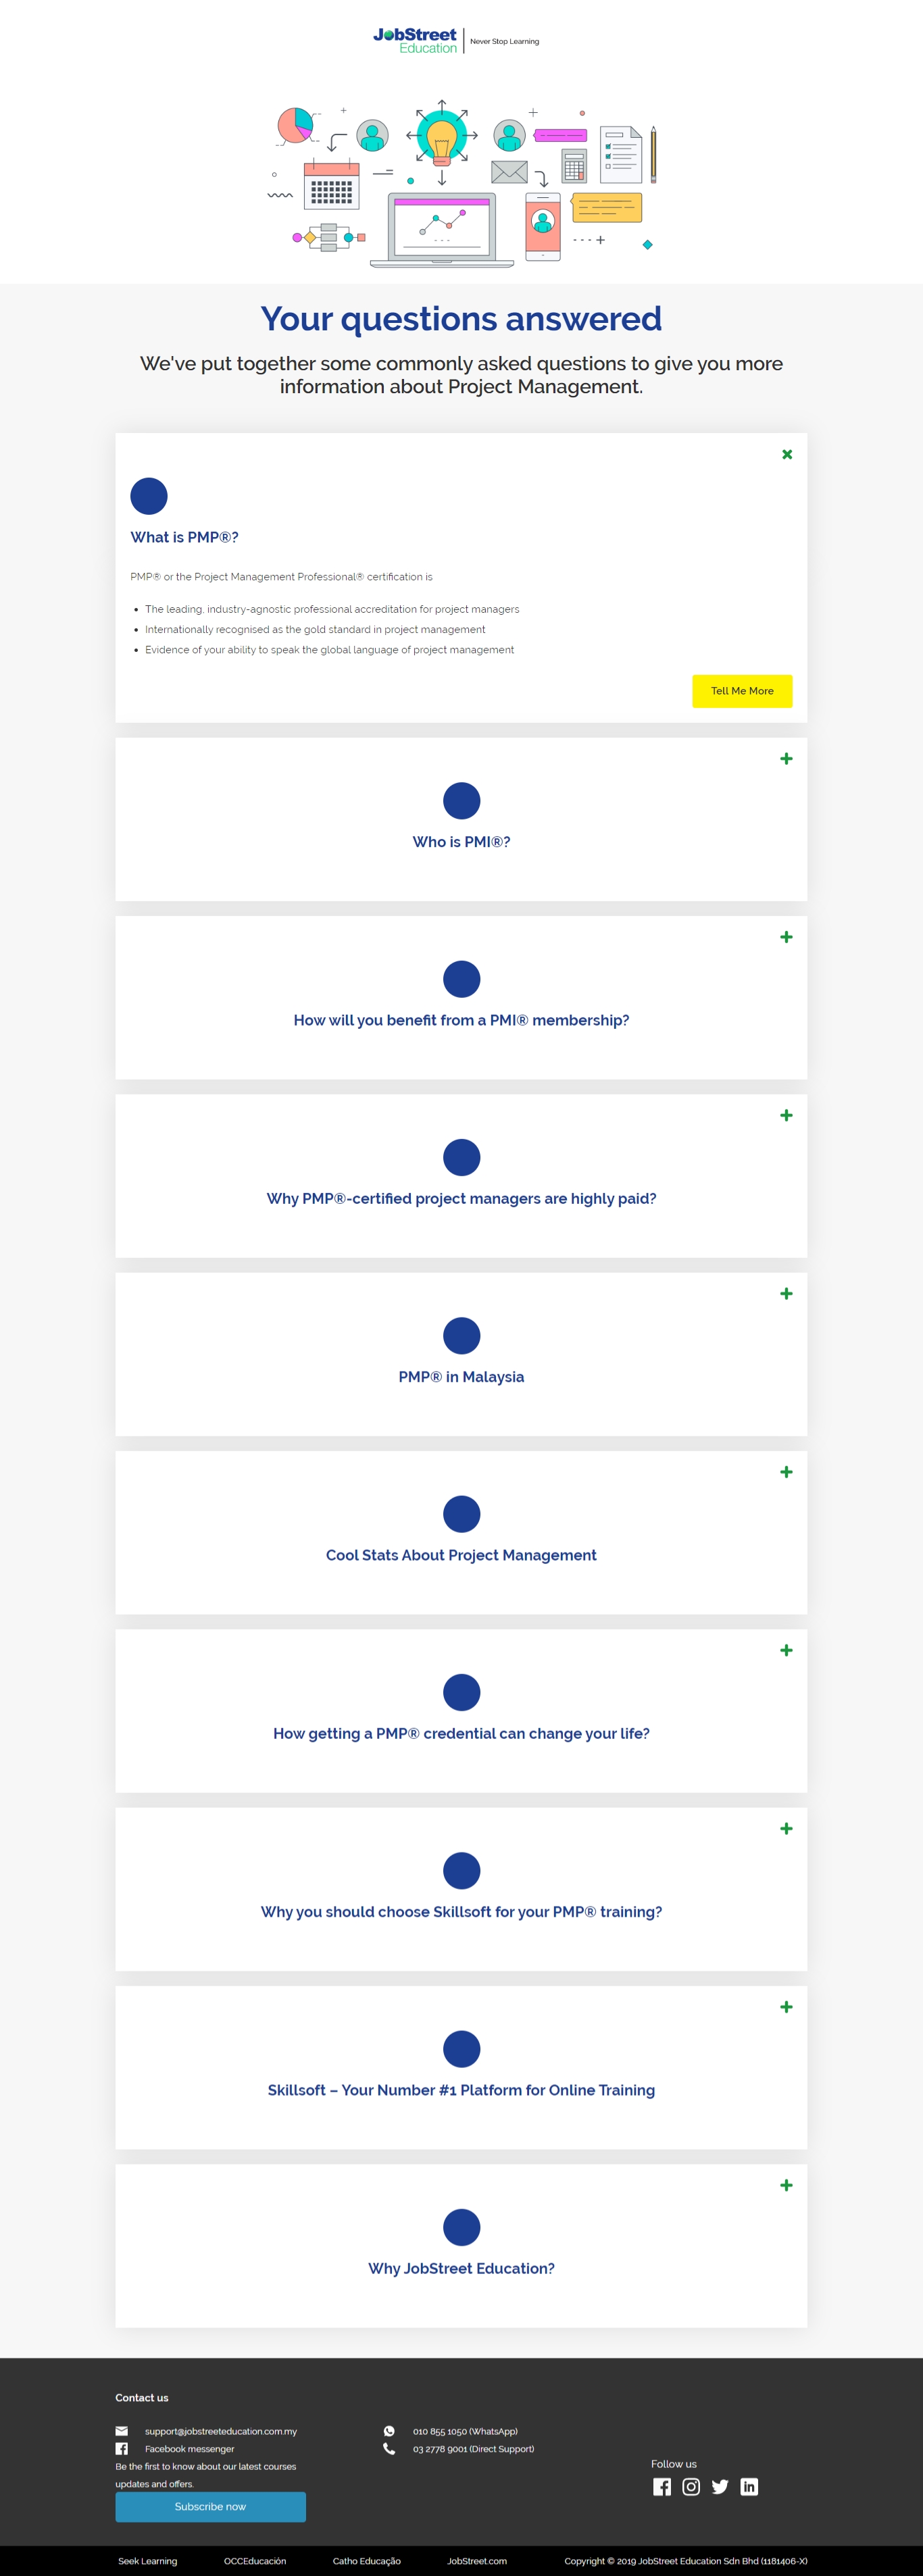 JobStreet
Education
Never Stop Learning
Your questions answered
We've put together some commonly asked questions to give you more
information about Project Management.
What is PMP®?
PMP® or the Project Management Professional® certification is
• The leading, industry-agnostic professional accreditation for project managers
• Internationally recognised as the gold standard in project management
• Evidence of your ability to speak the global language of project management
Tell Me More
Who is PMI®?
How will you benefit from a PMI® membership?
Why PMP®-certified project managers are highly paid?
PMP® in Malaysia
Cool Stats About Project Management
How getting a PMP® credential can change your life?
Why you should choose Skillsoft for your PMP® training?
Skillsoft – Your Number #1 Platform for Online Training
Why JobStreet Education?
Contact us
support@jobstreeteducation.com.my
Facebook messenger
Be the first to know about our latest courses
updates and offers.
Subscribe now
010 855 1050 (WhatsApp)
03 2778 9001 (Direct Support)
Follow us
Seek Learning OCCEducación Catho Educação JobStreet.com Copyright © 2019 JobStreet Education Sdn Bhd (1181406-X)